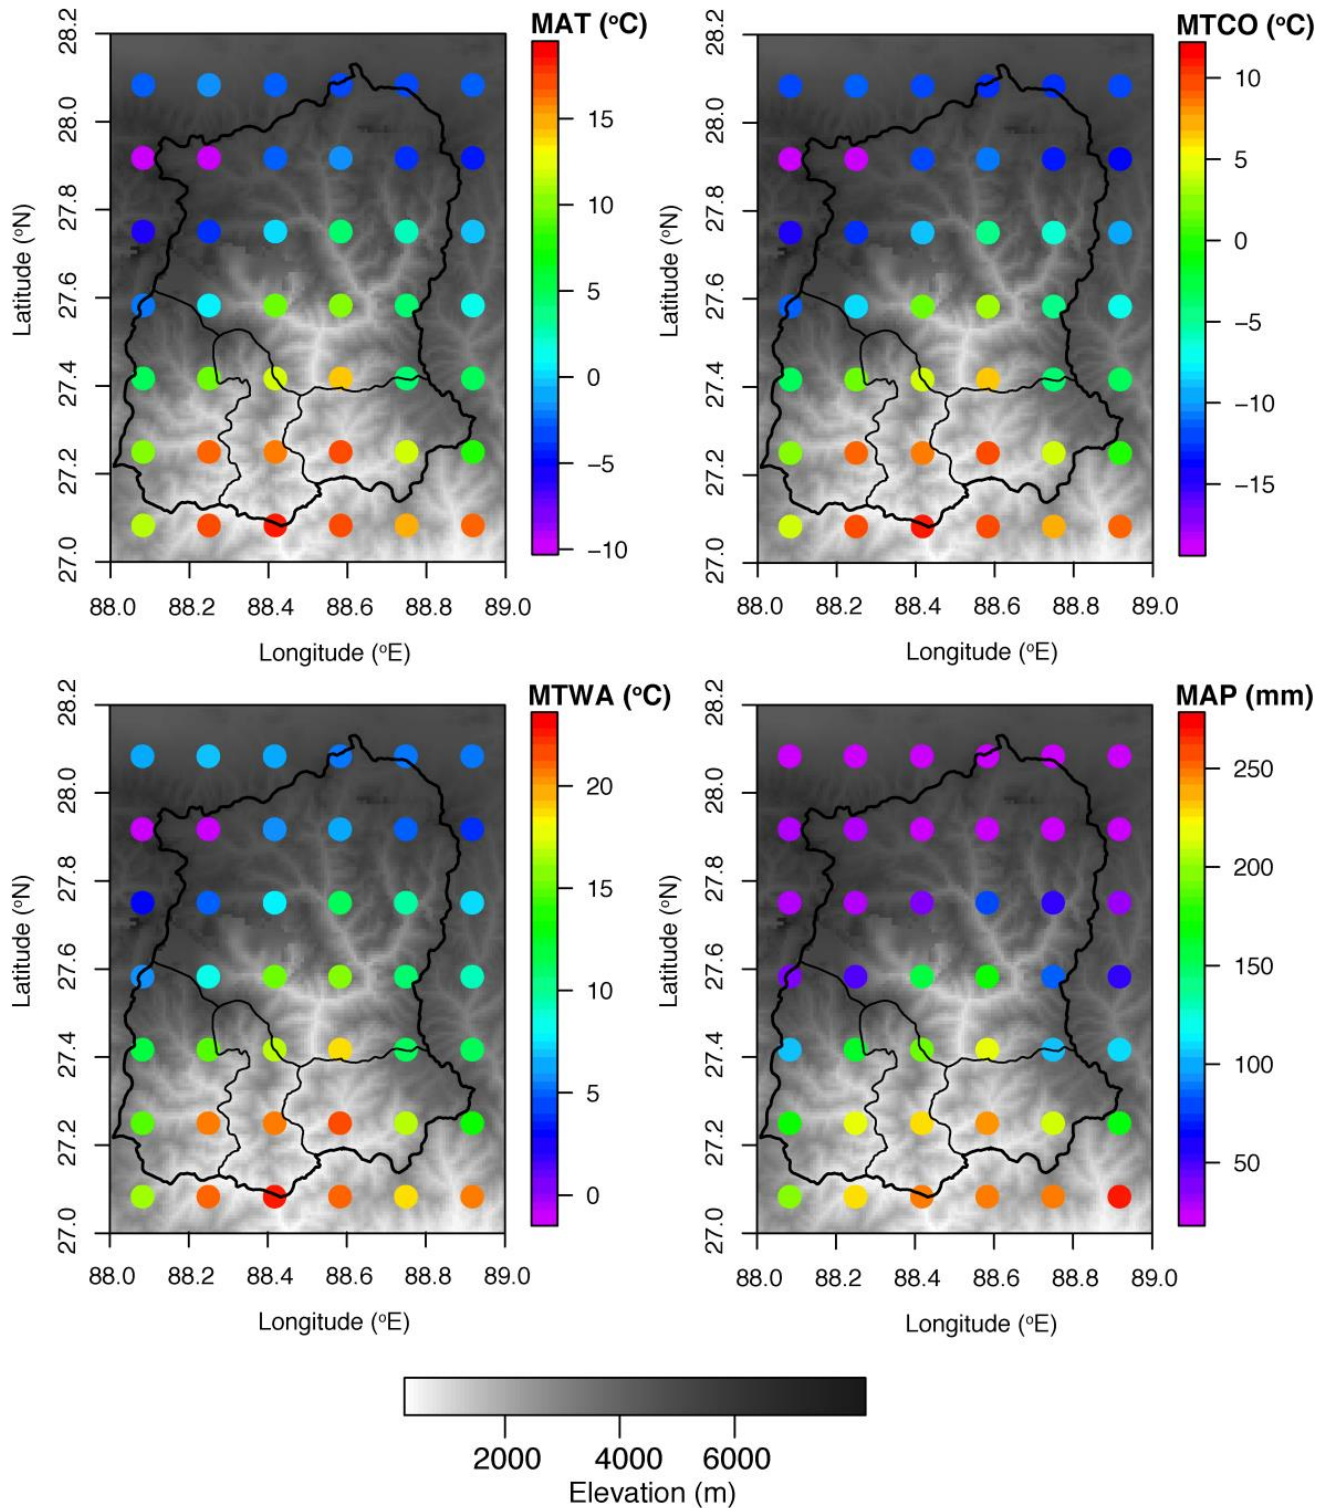 MAT (°C)
28.2
28.0
27.8
27.6
27.4
27.2
27.0
Latitude (°N)
88.0 88.2 88.4 88.6 88.8 89.0
Longitude (°E)
15
10
5
0
−5
−10
MTCO (°C)
28.2
28.0
27.8
27.6
27.4
27.2
27.0
Latitude (°N)
88.0 88.2 88.4 88.6 88.8 89.0
Longitude (°E)
10
5
0
−5
−10
−15
MTWA (°C)
28.2
28.0
27.8
27.6
27.4
27.2
27.0
Latitude (°N)
88.0 88.2 88.4 88.6 88.8 89.0
Longitude (°E)
20
15
10
5
0
MAP (mm)
28.2
28.0
27.8
27.6
27.4
27.2
27.0
Latitude (°N)
88.0 88.2 88.4 88.6 88.8 89.0
Longitude (°E)
250
200
150
100
50
2000 4000 6000
Elevation (m)